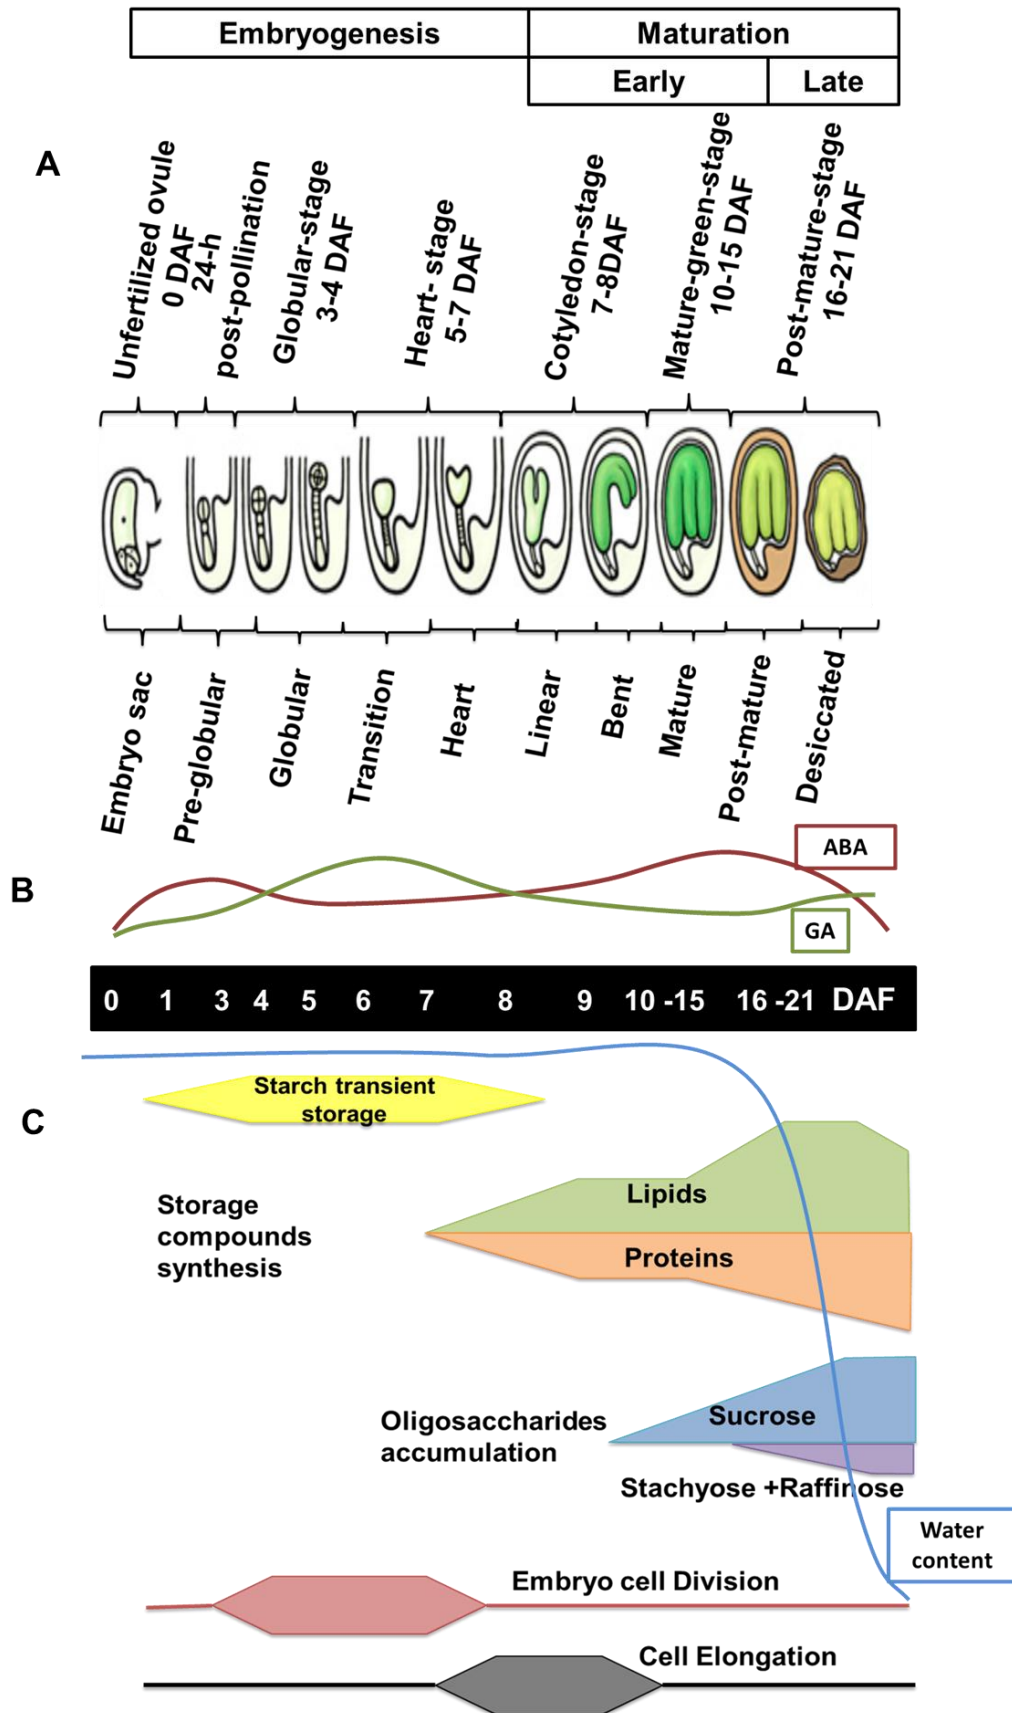 Embryogenesis
Maturation
Early
Late
A
Unfertilized ovule
0 DAF
24-h
post-pollination
Globular-stage
3-4 DAF
Heart- stage
5-7 DAF
Cotyledon-stage
7-8DAF
Mature-green-stage
10-15 DAF
Post-mature-stage
16-21 DAF
Embryo sac
Pre-globular
Globular
Transition
Heart
Linear
Bent
Mature
Post-mature
Desiccated
B
ABA
GA
0 1 3 4 5 6 7 8 9 10 -15 16 -21 DAF
C
Starch transient
storage
Storage
compounds
synthesis
Lipids
Proteins
Oligosaccharides
accumulation
Sucrose
Stachyose +Raffinose
Water
content
Embryo cell Division
Cell Elongation